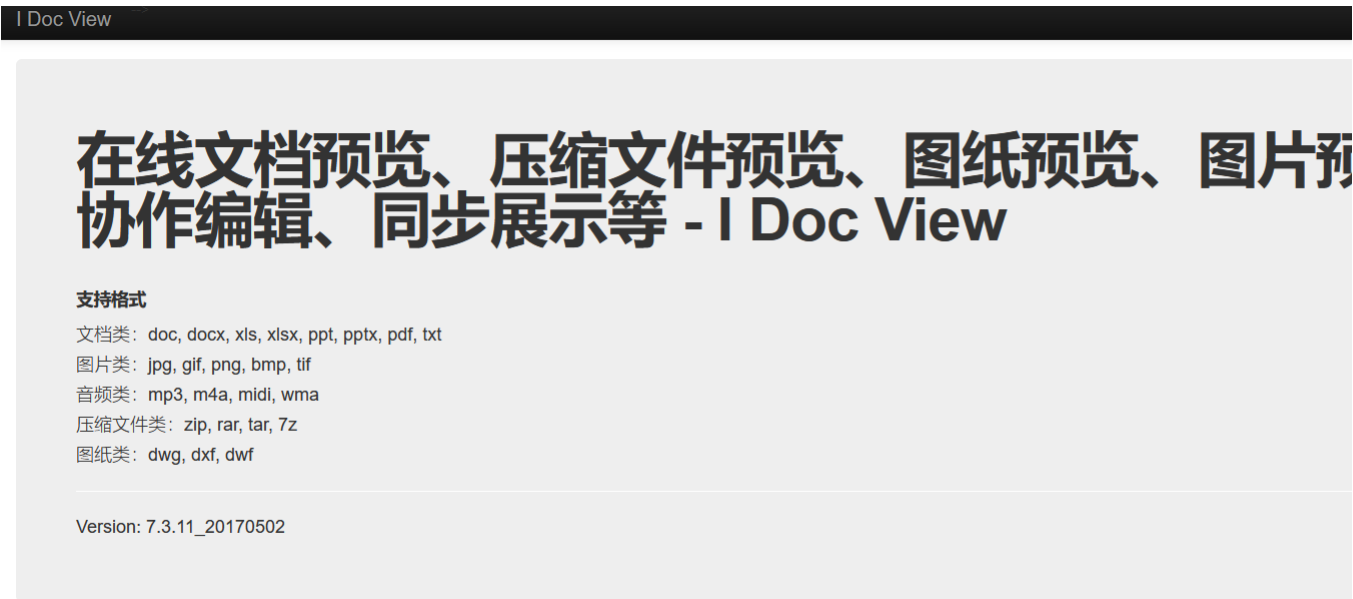 I Doc View
在线文档预览、压缩文件预览、图纸预览、图片预
协作编辑、同步展示等 - I Doc View
支持格式
文档类：doc, docx, xls, xlsx, ppt, pptx, pdf, txt
图片类：jpg, gif, png, bmp, tif
音频类：mp3, m4a, midi, wma
压缩文件类：zip, rar, tar, 7z
图纸类：dwg, dxf, dwf
Version: 7.3.11_20170502